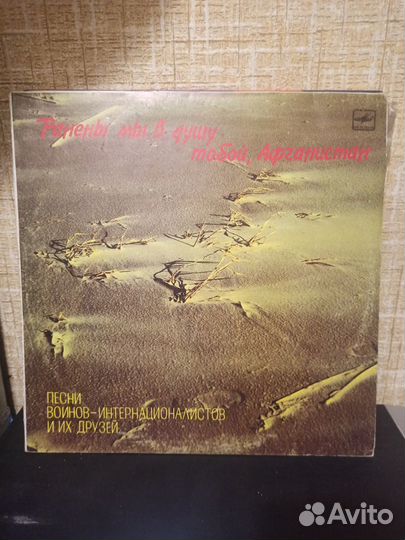 Ранены мы в душу
тобой, Афганистан
ПЕСНИ
ВОИНОВ-ИНТЕРНАЦИОНАЛИСТОВ
И ИХ ДРУЗЕЙ
Avito